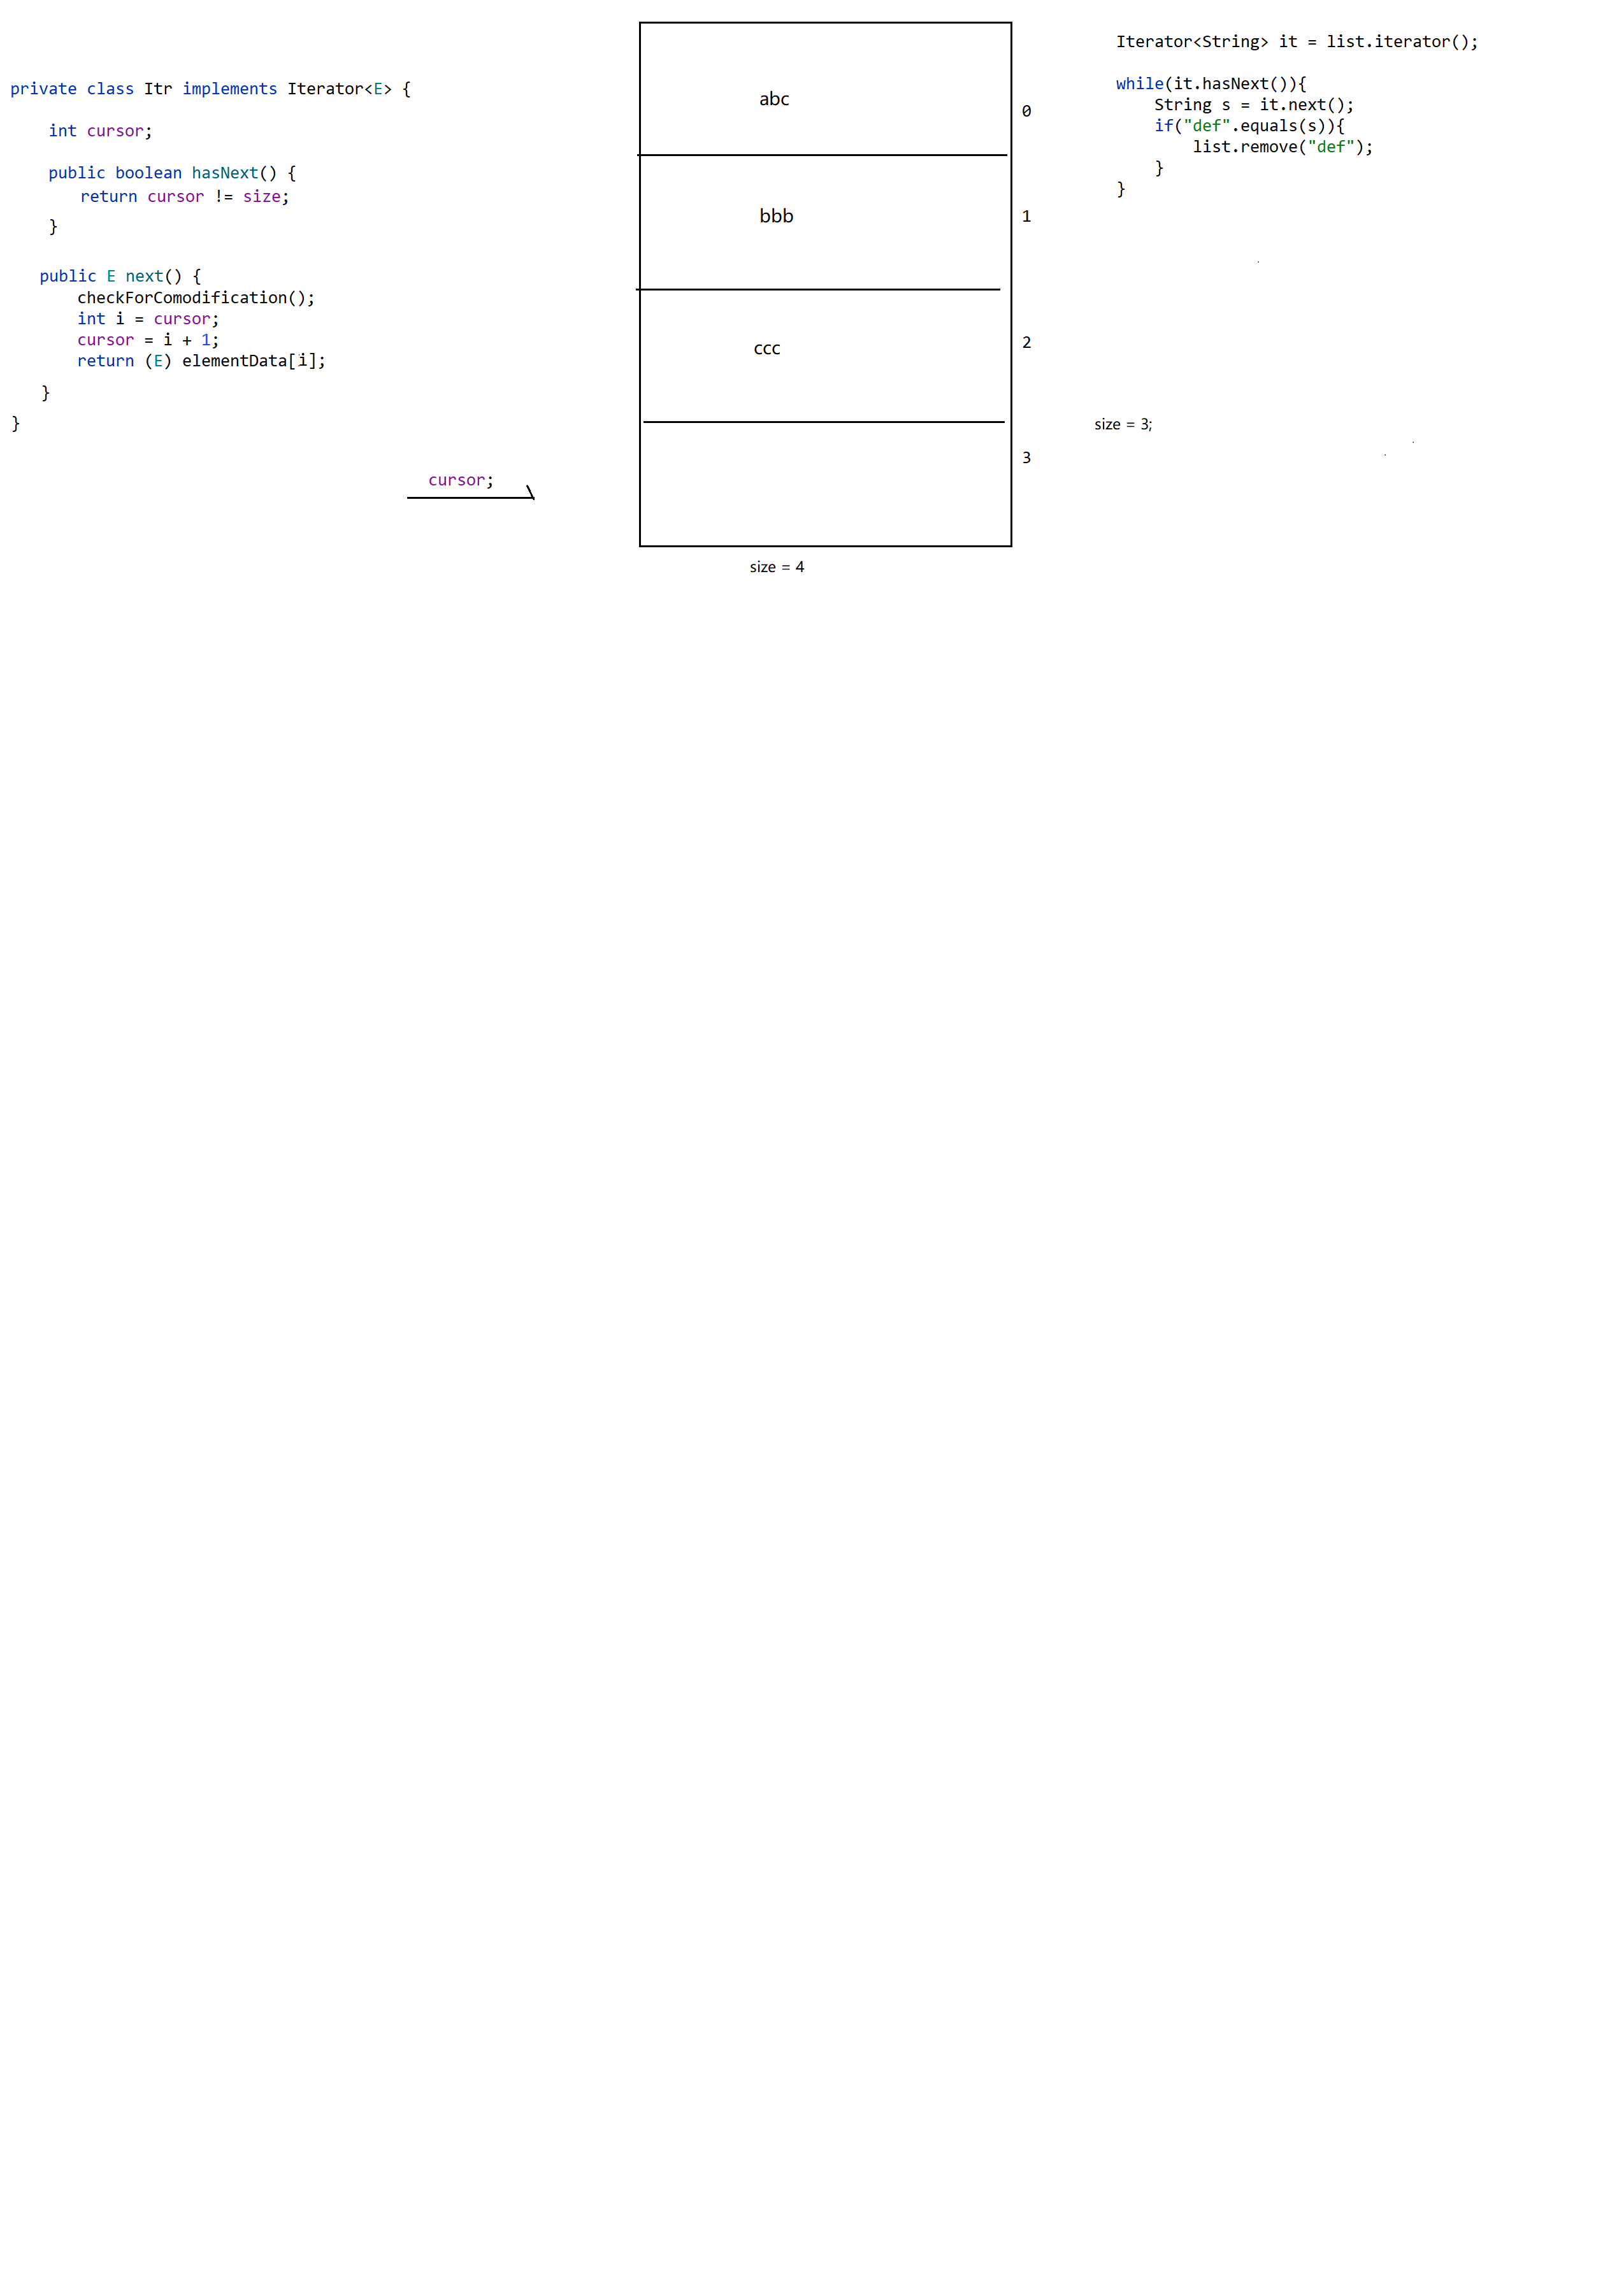 private class Itr implements Iterator<E> {
int cursor;
public boolean hasNext() {
return cursor != size;
}
public E next() {
checkForComodification();
int i = cursor;
cursor = i + 1;
return (E) elementData[i];
}
}
cursor;
abc
0
bbb
1
ccc
2
3
size = 4
Iterator<String> it = list.iterator();
while(it.hasNext()){
String s = it.next();
if("def".equals(s)){
list.remove("def");
}
}
size = 3;